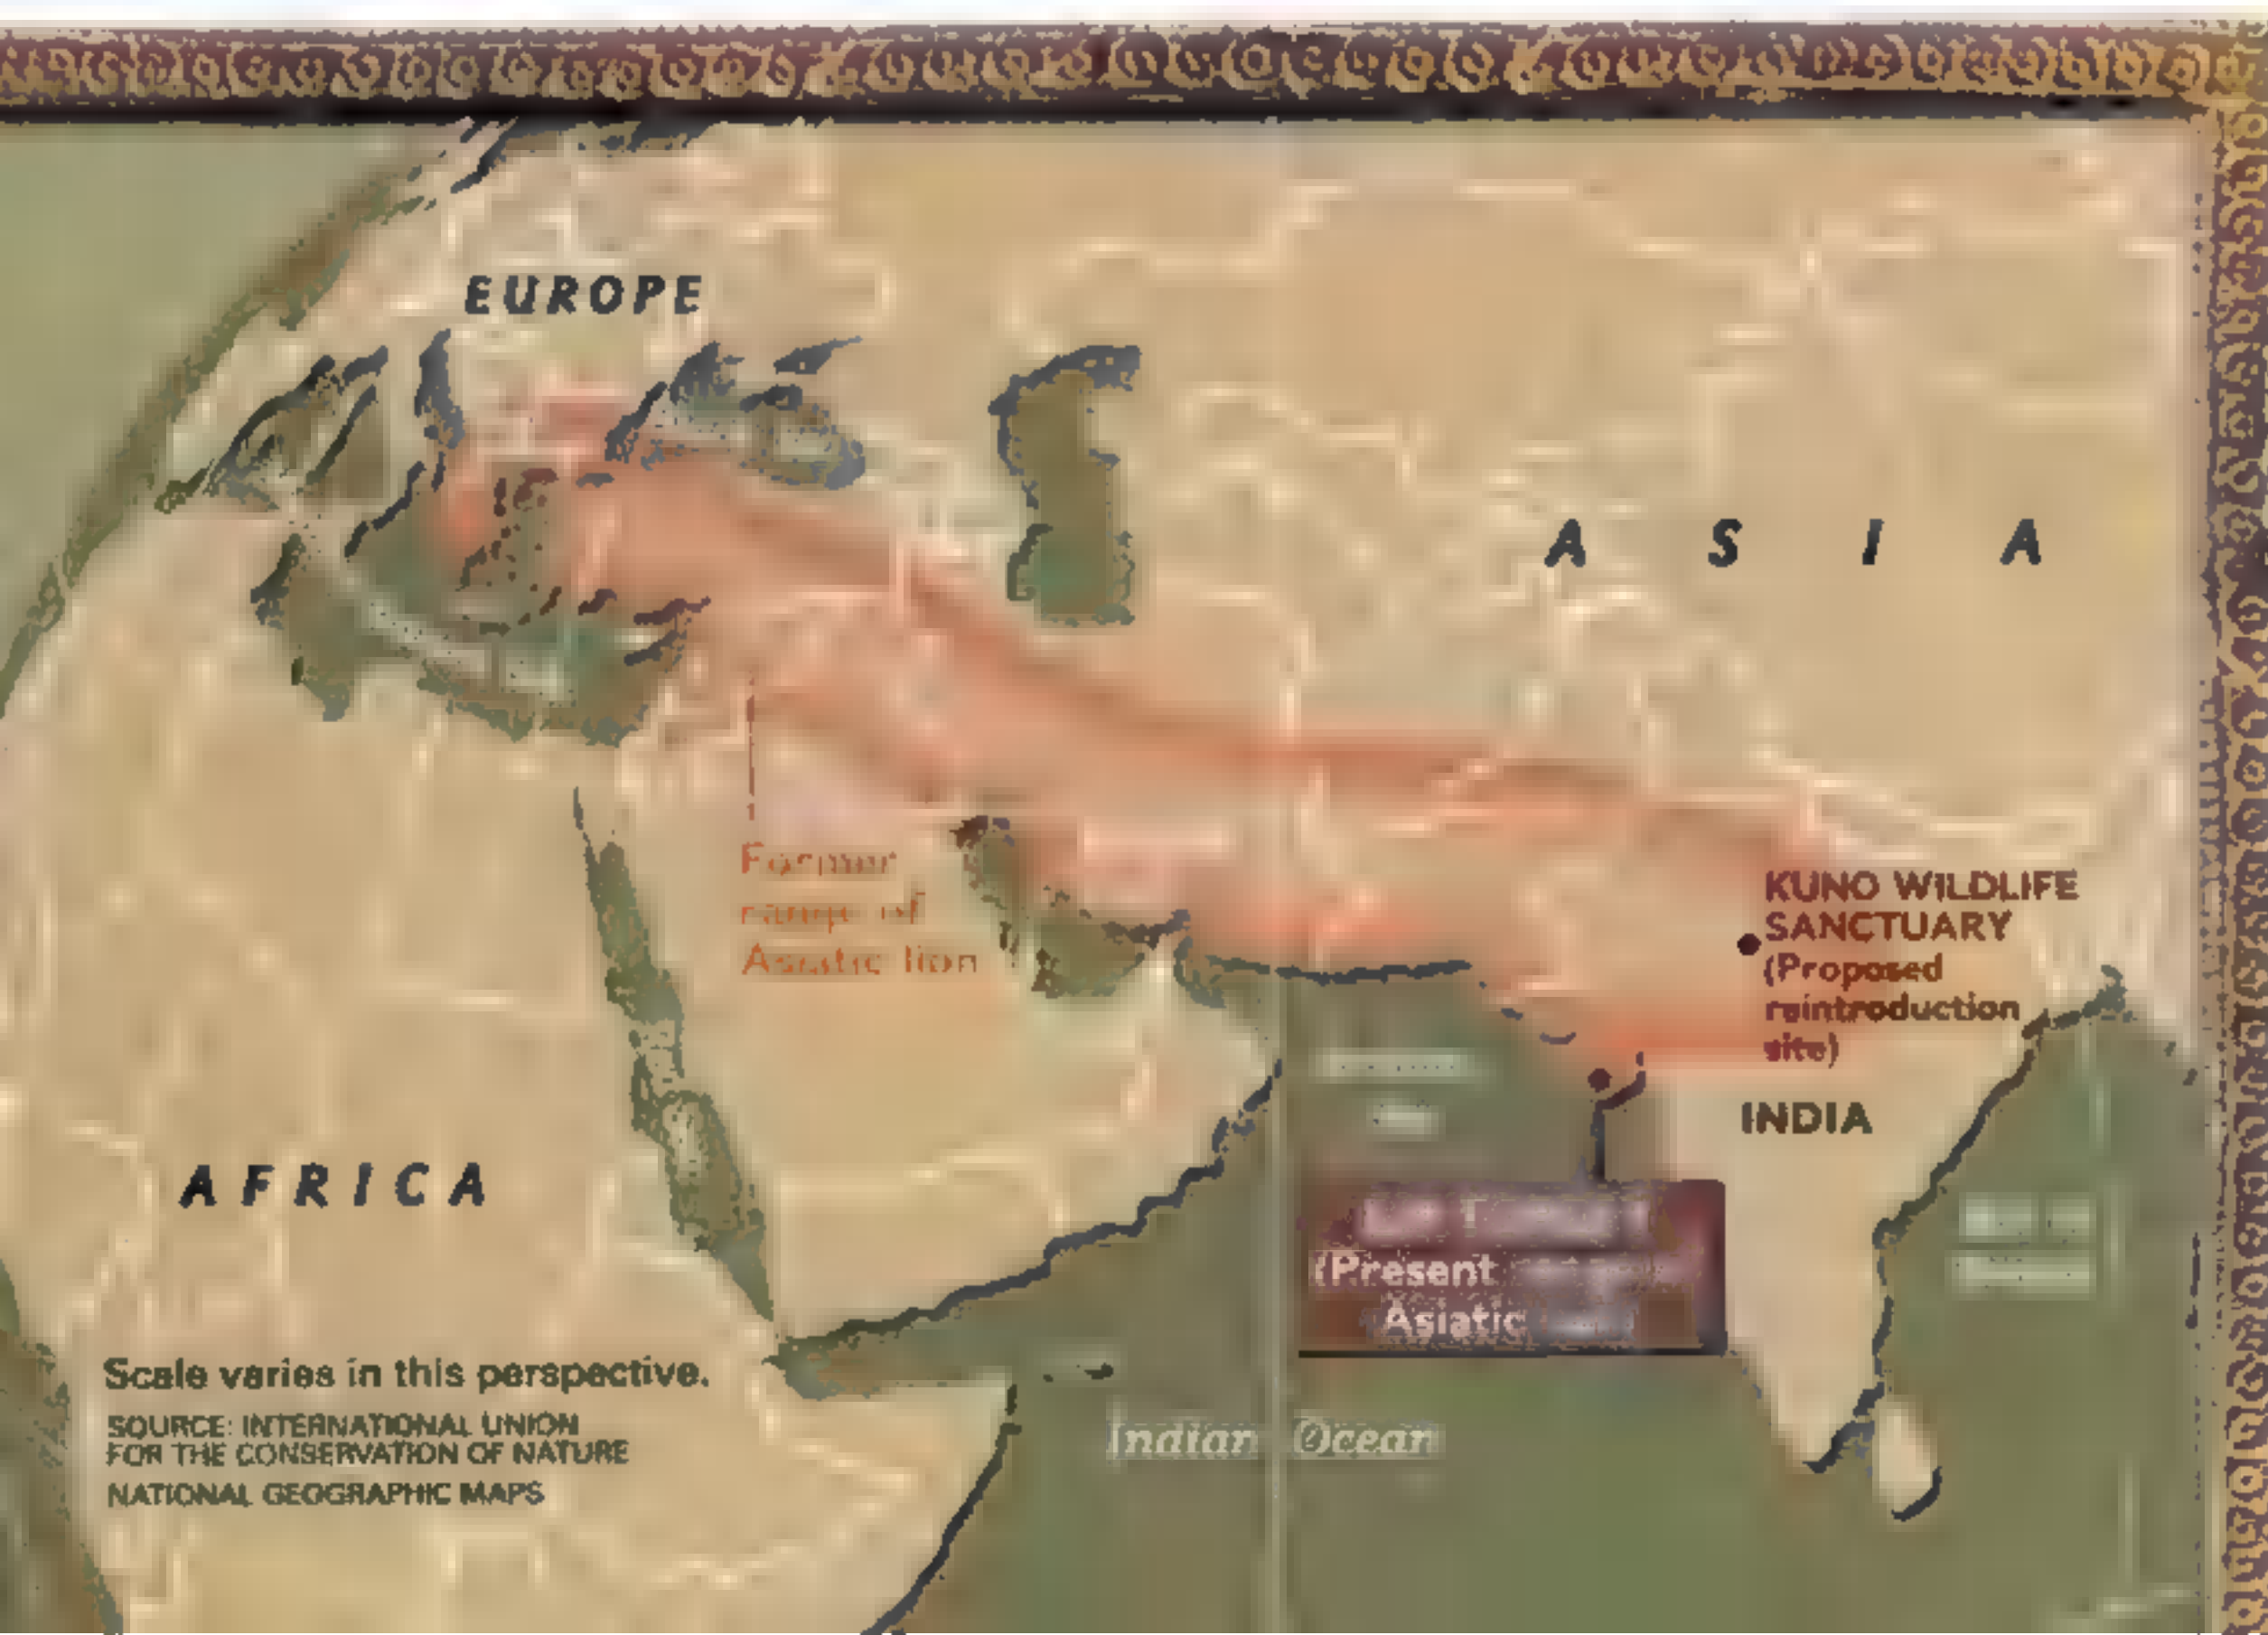 EUROPE
ASIA
Former
range of
Asiatic lion
KUNO WILDLIFE
SANCTUARY
(Proposed
reintroduction
site)
INDIA
AFRICA
(Present
Asiatic
Scale varies in this perspective.
SOURCE: INTERNATIONAL UNION
FOR THE CONSERVATION OF NATURE
NATIONAL GEOGRAPHIC MAPS
Indian Ocean